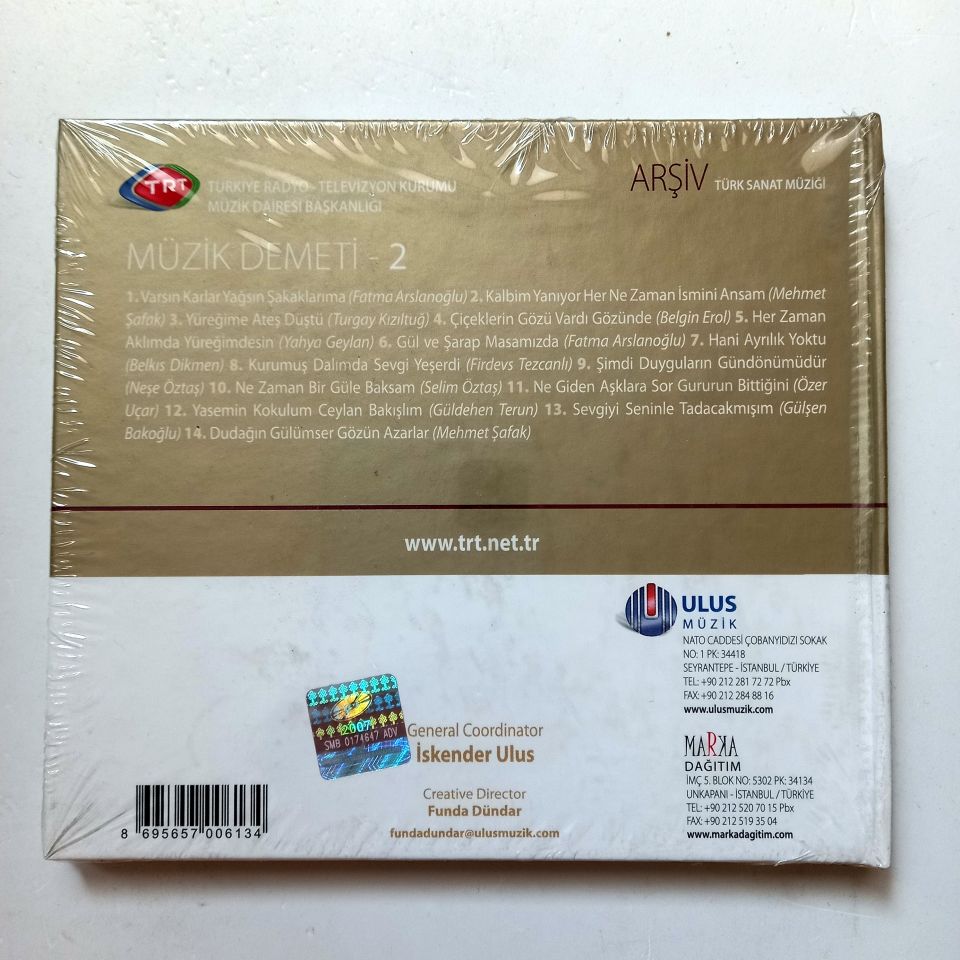 TRT
TÜRKİYE RADYO - TELEVİZYON KURUMU
MÜZİK DAİRESİ BAŞKANLIĞI
ARŞİV TÜRK SANAT MÜZİĞİ
MÜZİK DEMETİ - 2
1. Varsın Karlar Yağsın Şakaklarıma (Fatma Arslanoğlu) 2. Kalbim Yanıyor Her Ne Zaman İsmini Ansam (Mehmet
Şafak) 3. Yüreğime Ateş Düştü (Turgay Kızıltuğ) 4. Çiçeklerin Gözü Vardı Gözünde (Belgin Erol) 5. Her Zaman
Aklımda Yüreğimdesin (Yahya Geylan) 6. Gül ve Şarap Masamızda (Fatma Arslanoğlu) 7. Hani Ayrılık Yoktu
(Belkıs Dikmen) 8. Kurumuş Dalımda Sevgi Yeşerdi (Firdevs Tezcanlı) 9. Şimdi Duyguların Gündönümüdür
(Neşe Öztaş) 10. Ne Zaman Bir Güle Baksam (Selim Öztaş) 11. Ne Giden Aşklara Sor Gururun Bittiğini (Özer
Uçar) 12. Yasemin Kokulum Ceylan Bakışlım (Güldehen Terun) 13. Sevgiyi Seninle Tadacakmışım (Gülşen
Bakoğlu) 14. Dudağın Gülümser Gözün Azarlar (Mehmet Şafak)
www.trt.net.tr
ULUS
MÜZİK
NATO CADDESİ ÇOBANYIDIZI SOKAK
NO: 1 PK: 34418
SEYRANTEPE - İSTANBUL / TÜRKİYE
TEL: +90 212 281 72 72 Pbx
FAX: +90 212 284 88 16
www.ulusmuzik.com
2007
SMB 0174647 ADV
General Coordinator
İskender Ulus
Creative Director
Funda Dündar
fundadundar@ulusmuzik.com
MARKA
DAĞITIM
İMÇ 5. BLOK NO: 5302 PK: 34134
UNKAPANI - İSTANBUL / TÜRKİYE
TEL: +90 212 520 70 15 Pbx
FAX: +90 212 519 35 04
www.markadagitim.com
8 695657 006134